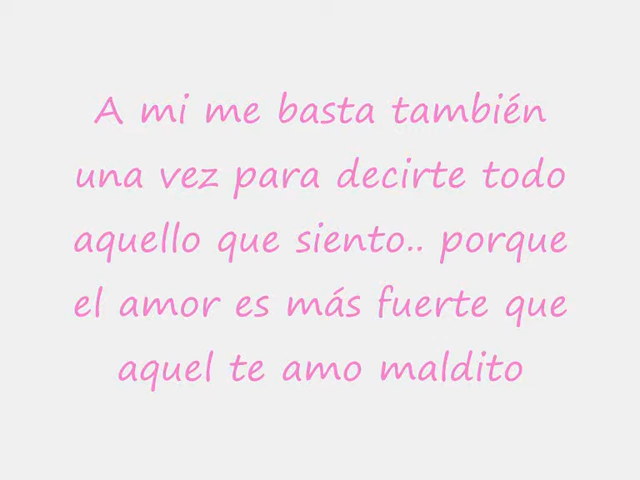 A mi me basta también
una vez para decirte todo
aquello que siento.. porque
el amor es más fuerte que
aquel te amo maldito